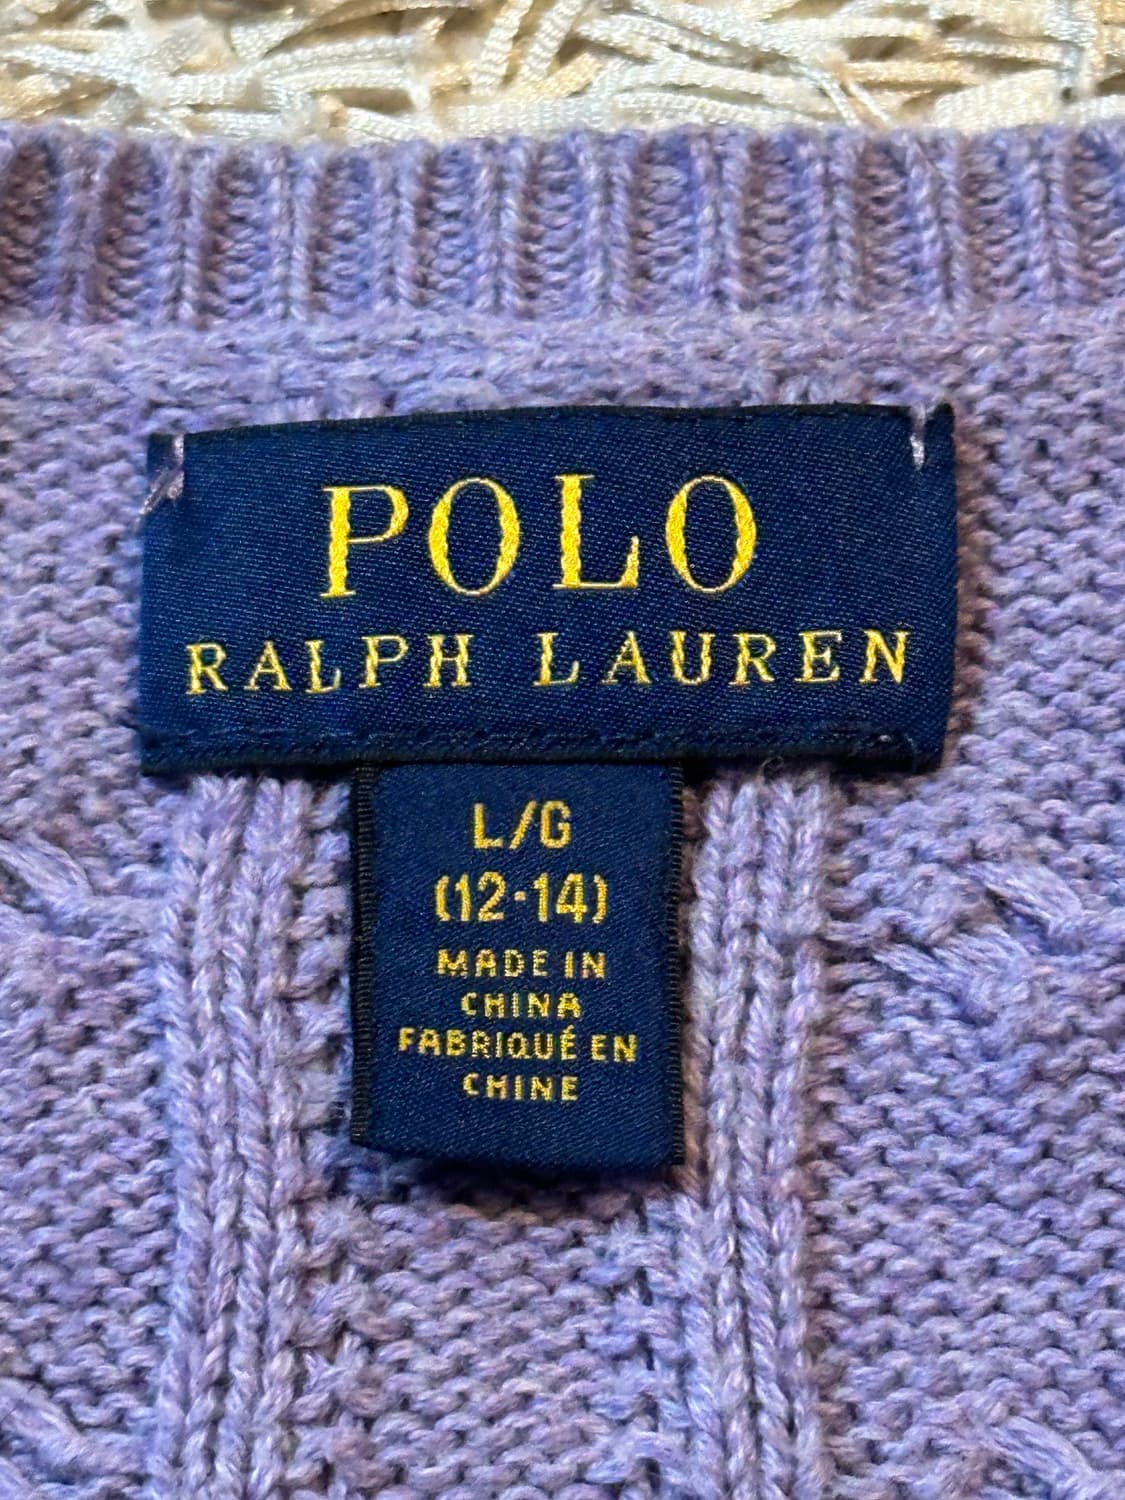 POLO
RALPH LAUREN
L/G
(12-14)
MADE IN
CHINA
FABRIQUÉ EN
CHINE